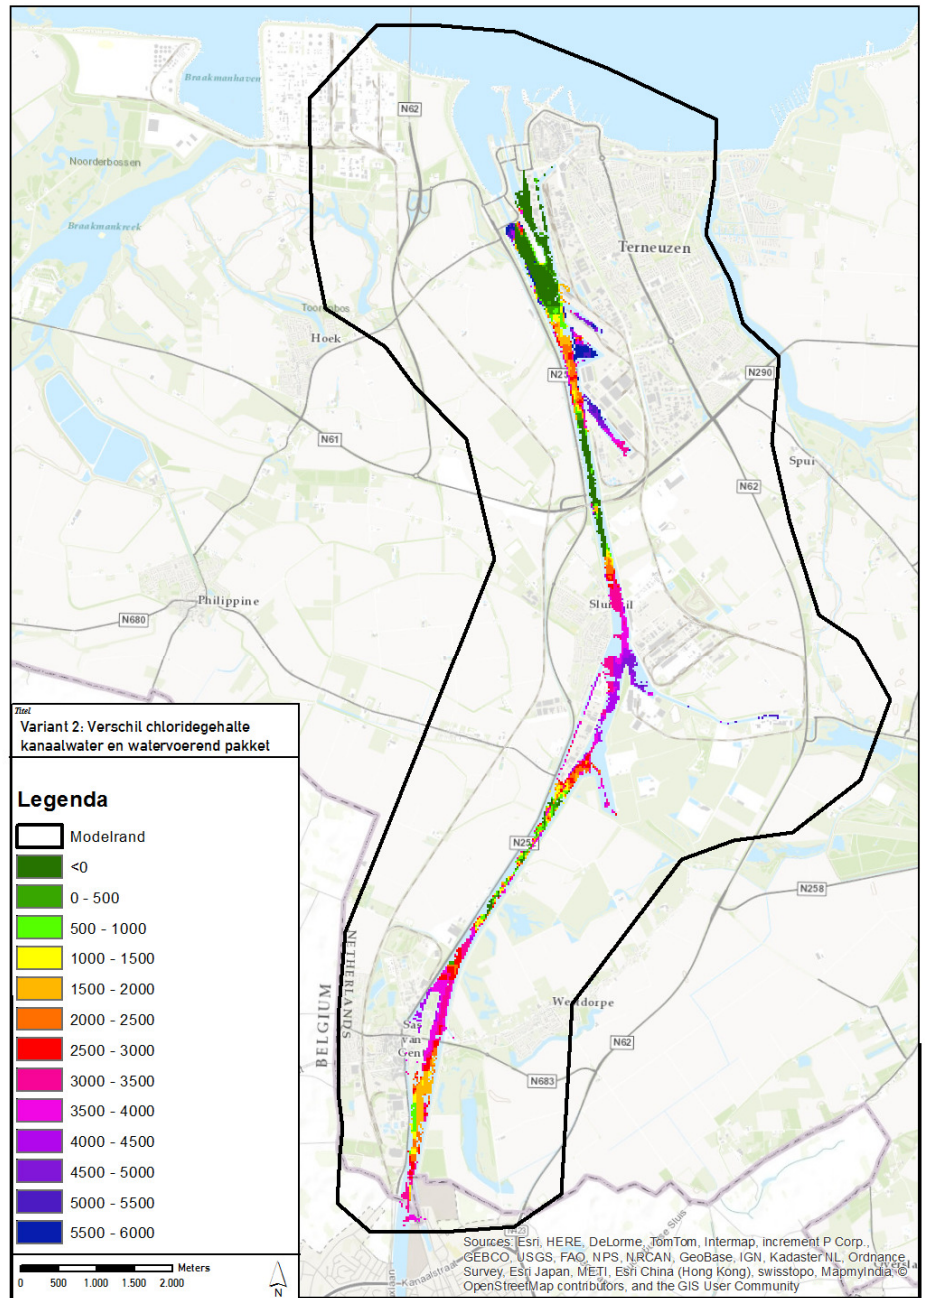 Braakmanhaven
N62
Noorderbossen
Braakmankreek
Terneuzen
Hoek
N290
N61
Spui
N62
Philippine
N680
Titel
Variant 2: Verschil chloridegehalte
kanaalwater en watervoerend pakket
Legenda
Modelrand
<0
0 - 500
500 - 1000
1000 - 1500
1500 - 2000
2000 - 2500
2500 - 3000
3000 - 3500
3500 - 4000
4000 - 4500
4500 - 5000
5000 - 5500
5500 - 6000
N258
NETHERLANDS
BELGIUM
Sas
van
Gent
N62
N683
0 500 1.000 1.500 2.000 Meters
N
Sources: Esri, HERE, DeLorme, TomTom, Intermap, increment P Corp.,
GEBCO, USGS, FAO, NPS, NRCAN, GeoBase, IGN, Kadaster NL, Ordnance
Survey, Esri Japan, METI, Esri China (Hong Kong), swisstopo, MapmyIndia, ©
OpenStreetMap contributors, and the GIS User Community